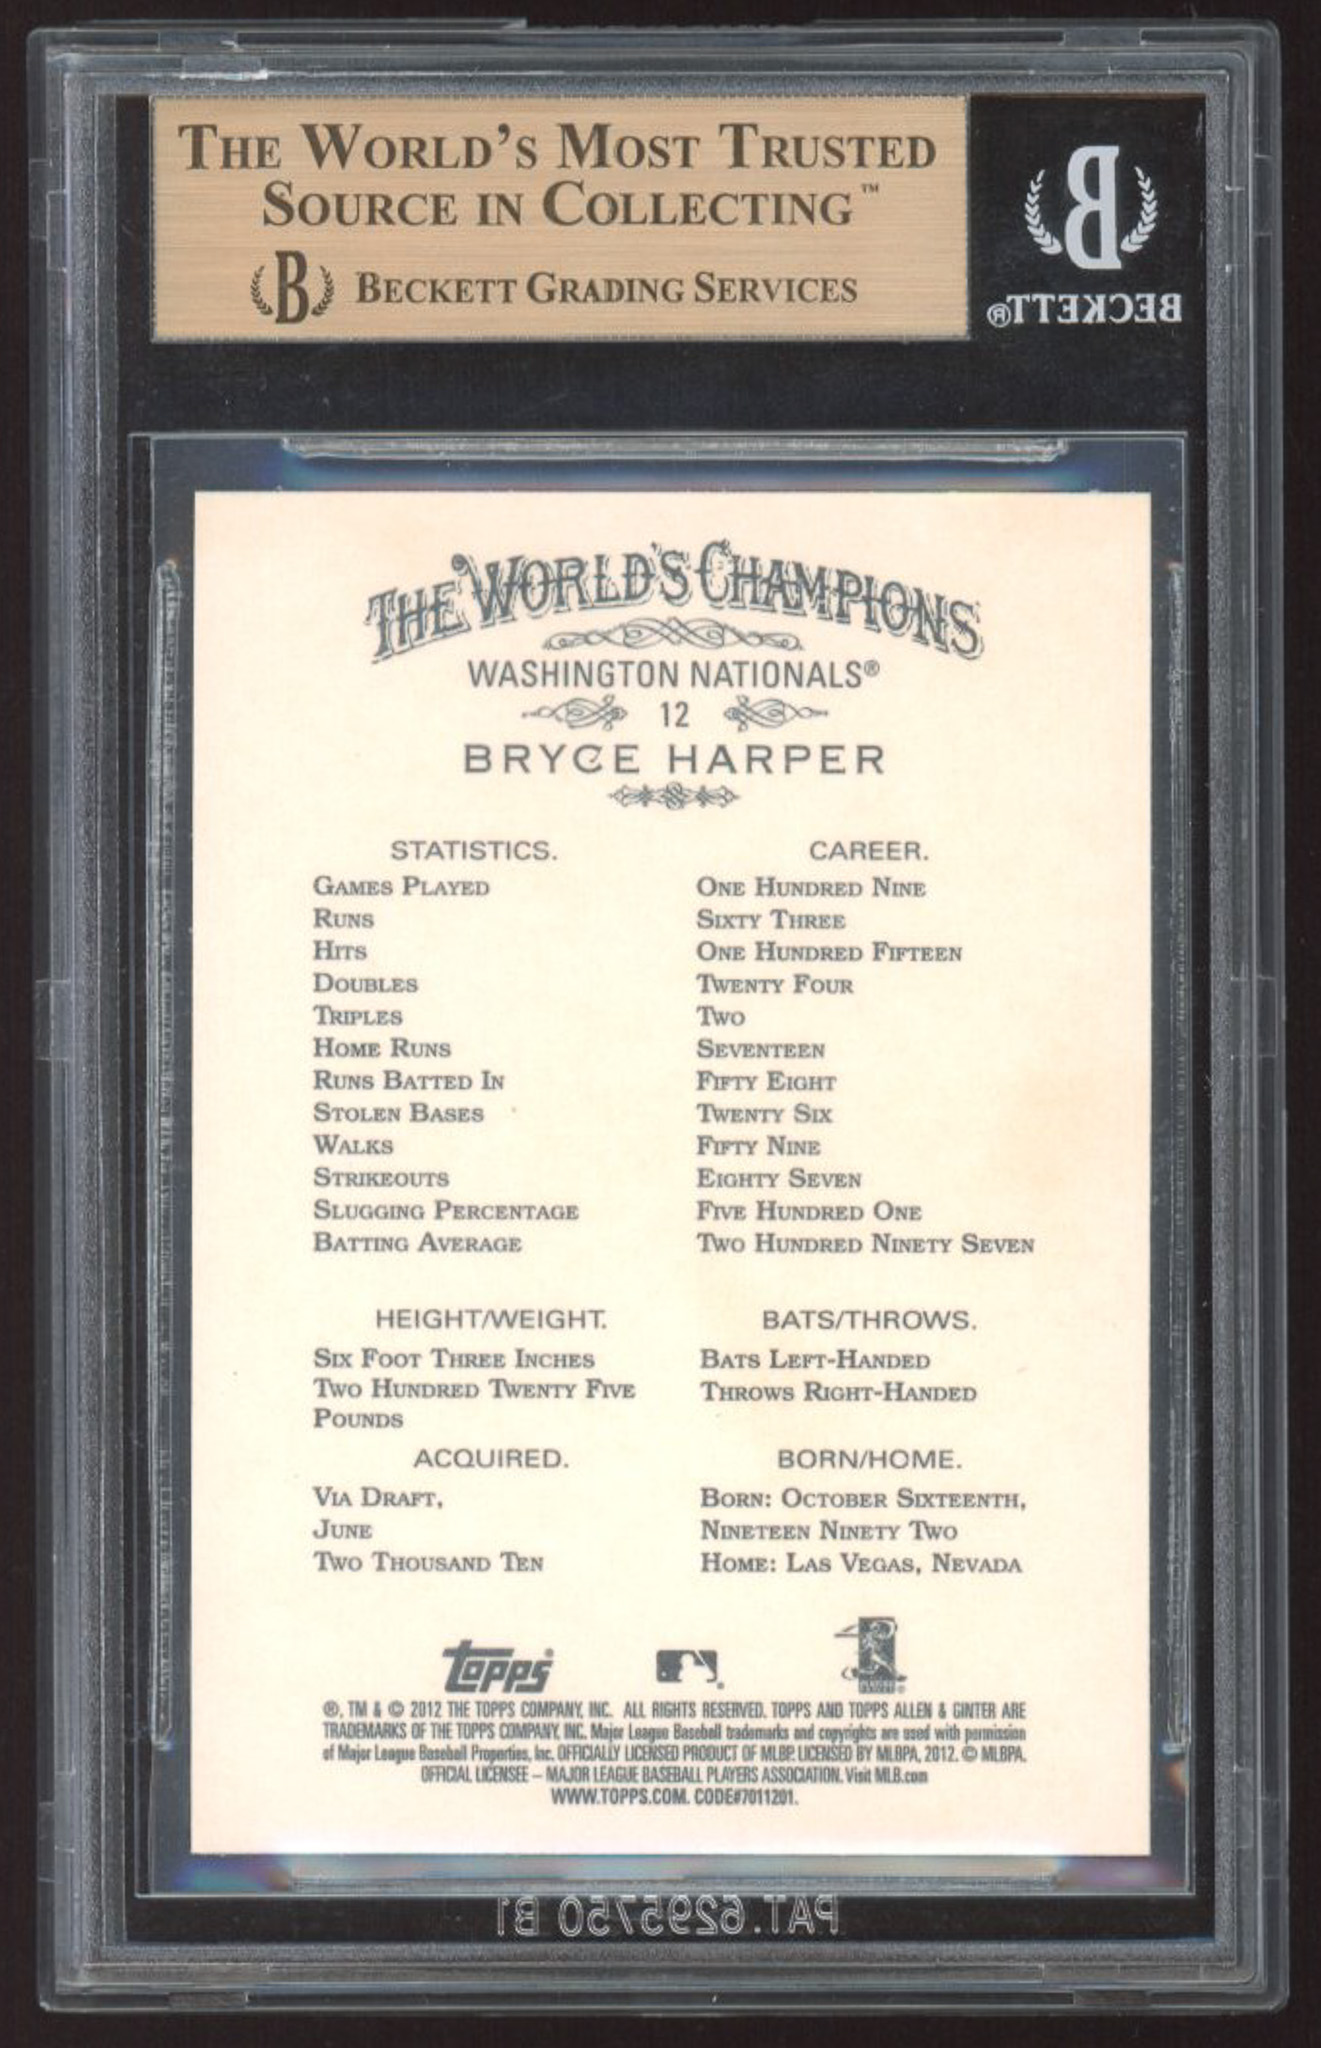 THE WORLD'S MOST TRUSTED
SOURCE IN COLLECTING™
B BECKETT GRADING SERVICES
B
BECKETT®
THE WORLD'S CHAMPIONS
WASHINGTON NATIONALS®
12
BRYCE HARPER
STATISTICS. CAREER.
GAMES PLAYED ONE HUNDRED NINE
RUNS SIXTY THREE
HITS ONE HUNDRED FIFTEEN
DOUBLES TWENTY FOUR
TRIPLES TWO
HOME RUNS SEVENTEEN
RUNS BATTED IN FIFTY EIGHT
STOLEN BASES TWENTY SIX
WALKS FIFTY NINE
STRIKEOUTS EIGHTY SEVEN
SLUGGING PERCENTAGE FIVE HUNDRED ONE
BATTING AVERAGE TWO HUNDRED NINETY SEVEN
HEIGHT/WEIGHT.
SIX FOOT THREE INCHES
TWO HUNDRED TWENTY FIVE
POUNDS
BATS/THROWS.
BATS LEFT-HANDED
THROWS RIGHT-HANDED
ACQUIRED.
VIA DRAFT,
JUNE
TWO THOUSAND TEN
BORN/HOME.
BORN: OCTOBER SIXTEENTH,
NINETEEN NINETY TWO
HOME: LAS VEGAS, NEVADA
topps®
®, TM & © 2012 THE TOPPS COMPANY, INC. ALL RIGHTS RESERVED. TOPPS AND TOPPS ALLEN & GINTER ARE
TRADEMARKS OF THE TOPPS COMPANY, INC. Major League Baseball trademarks and copyrights are used with permission
of Major League Baseball Properties, Inc. OFFICIALLY LICENSED PRODUCT OF MLBP. LICENSED BY MLBPA, 2012. © MLBPA.
OFFICIAL LICENSEE – MAJOR LEAGUE BASEBALL PLAYERS ASSOCIATION. Visit MLB.com
WWW.TOPPS.COM. CODE#7011201.
PAT. 6295750 B1